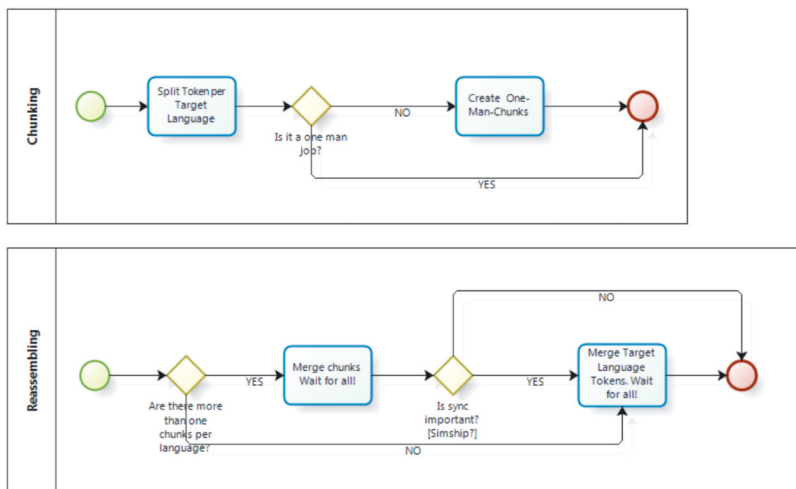 Chunking
Split Token per
Target
Language
Is it a one man
job?
NO
Create One-
Man-Chunks
YES
Reassembling
Are there more
than one
chunks per
language?
YES
Merge chunks
Wait for all!
Is sync
important?
[Simship?]
NO
YES
Merge Target
Language
Tokens. Wait
for all!
NO